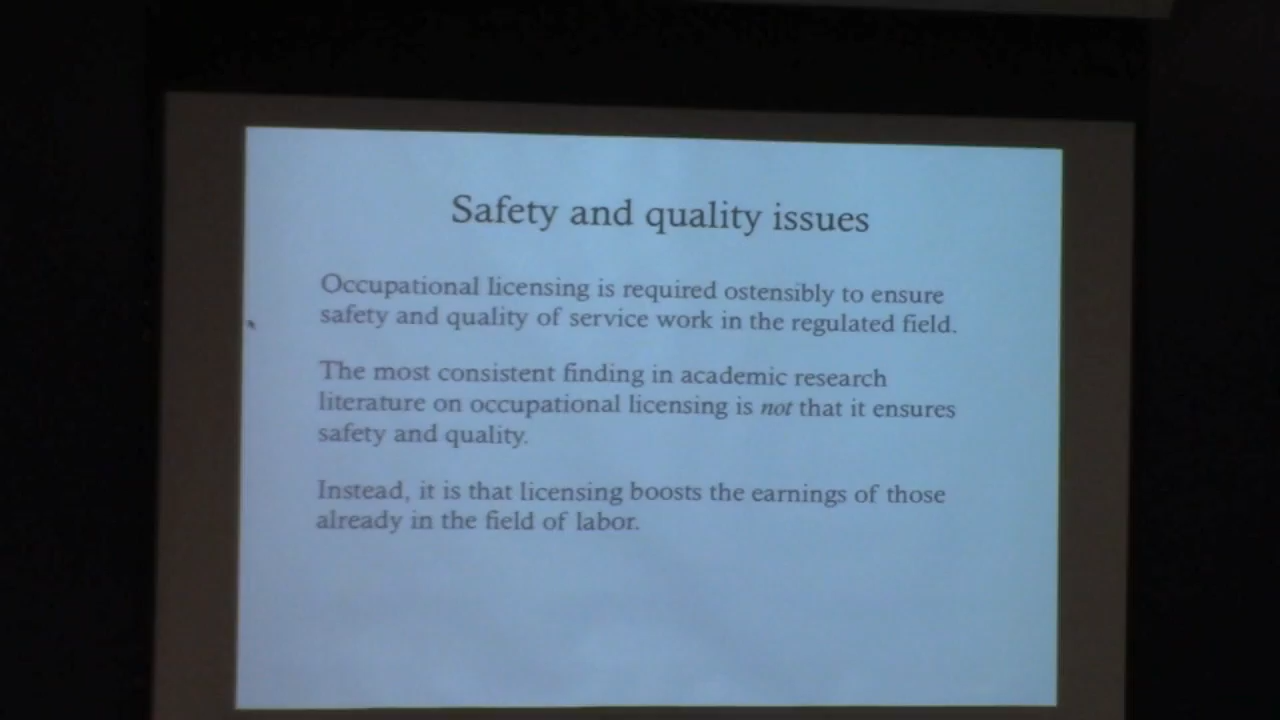 Safety and quality issues
Occupational licensing is required ostensibly to ensure
safety and quality of service work in the regulated field.
The most consistent finding in academic research
literature on occupational licensing is not that it ensures
safety and quality.
Instead, it is that licensing boosts the earnings of those
already in the field of labor.